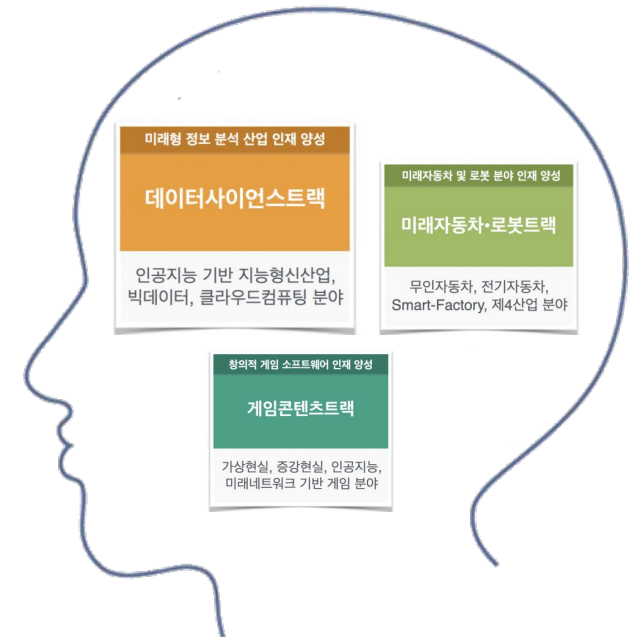 미래형 정보 분석 산업 인재 양성
데이터사이언스트랙
인공지능 기반 지능형신산업,
빅데이터, 클라우드컴퓨팅 분야
미래자동차 및 로봇 분야 인재 양성
미래자동차•로봇트랙
무인자동차, 전기자동차,
Smart-Factory, 제4산업 분야
창의적 게임 소프트웨어 인재 양성
게임콘텐츠트랙
가상현실, 증강현실, 인공지능,
미래네트워크 기반 게임 분야